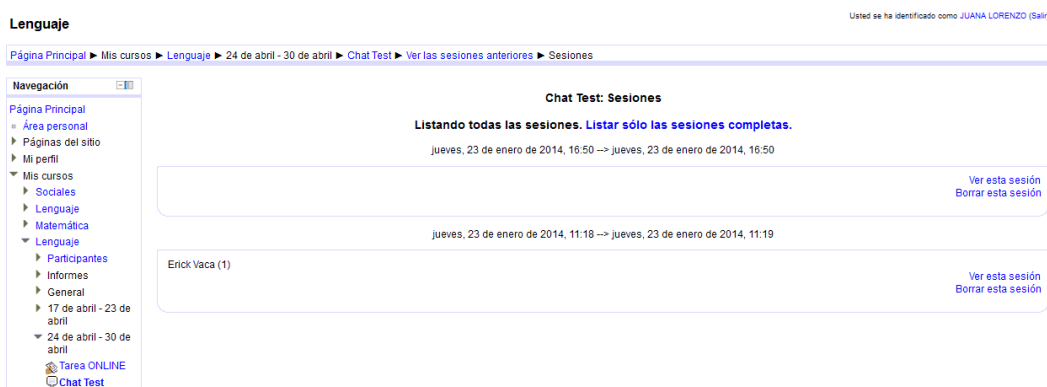 Lenguaje
Usted se ha identificado como JUANA LORENZO (Salir
Página Principal ► Mis cursos ► Lenguaje ► 24 de abril - 30 de abril ► Chat Test ► Ver las sesiones anteriores ► Sesiones
Navegación
Página Principal
Área personal
Páginas del sitio
Mi perfil
Mis cursos
Sociales
Lenguaje
Matemática
Lenguaje
Participantes
Informes
General
17 de abril - 23 de
abril
24 de abril - 30 de
abril
Tarea ONLINE
Chat Test
Chat Test: Sesiones
Listando todas las sesiones. Listar sólo las sesiones completas.
jueves, 23 de enero de 2014, 16:50 --> jueves, 23 de enero de 2014, 16:50
Ver esta sesión
Borrar esta sesión
jueves, 23 de enero de 2014, 11:18 --> jueves, 23 de enero de 2014, 11:19
Erick Vaca (1)
Ver esta sesión
Borrar esta sesión